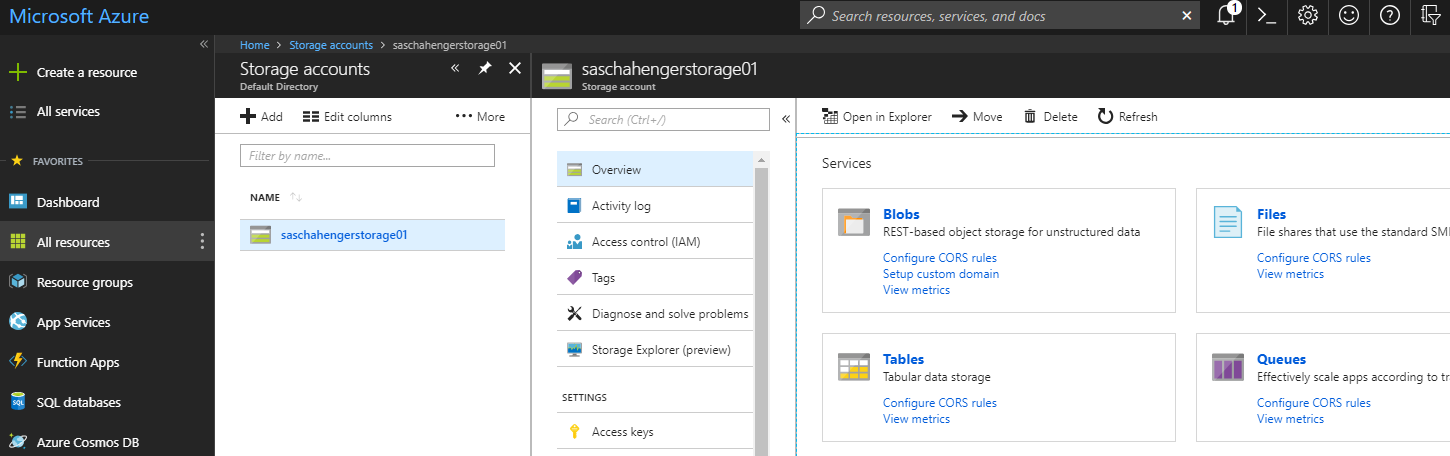 Microsoft Azure
Search resources, services, and docs
1
Home > Storage accounts > saschahengerstorage01
Create a resource
All services
FAVORITES
Dashboard
All resources
Resource groups
App Services
Function Apps
SQL databases
Azure Cosmos DB
Storage accounts
Default Directory
Add
Edit columns
More
Filter by name...
NAME
saschahengerstorage01
saschahengerstorage01
Storage account
Search (Ctrl+/)
Overview
Activity log
Access control (IAM)
Tags
Diagnose and solve problems
Storage Explorer (preview)
SETTINGS
Access keys
Open in Explorer
Move
Delete
Refresh
Services
Blobs
REST-based object storage for unstructured data
Configure CORS rules
Setup custom domain
View metrics
Files
File shares that use the standard
Configure CORS rules
View metrics
Tables
Tabular data storage
Configure CORS rules
View metrics
Queues
Effectively scale apps according to
Configure CORS rules
View metrics